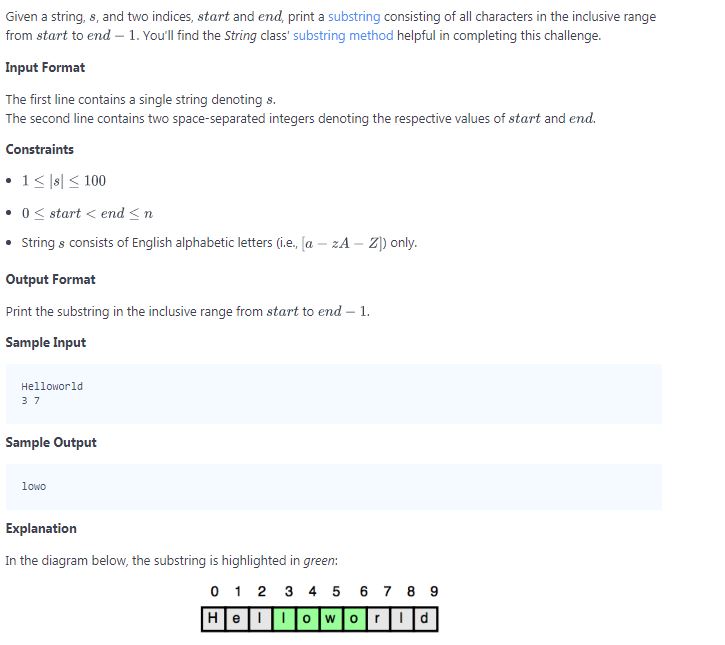 Given a string, s, and two indices, start and end, print a substring consisting of all characters in the inclusive range
from start to end − 1. You'll find the String class' substring method helpful in completing this challenge.
Input Format
The first line contains a single string denoting s.
The second line contains two space-separated integers denoting the respective values of start and end.
Constraints
• 1 ≤ |s| ≤ 100
• 0 ≤ start < end ≤ n
• String s consists of English alphabetic letters (i.e., [a − zA − Z]) only.
Output Format
Print the substring in the inclusive range from start to end − 1.
Sample Input
Helloworld
3 7
Sample Output
lowo
Explanation
In the diagram below, the substring is highlighted in green:
0 1 2 3 4 5 6 7 8 9
H e l l o w o r l d